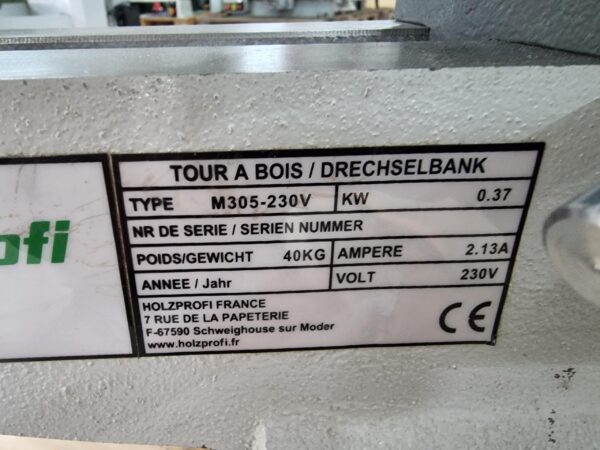 ofi
TOUR A BOIS / DRECHSELBANK
TYPE M305-230V KW 0.37
NR DE SERIE / SERIEN NUMMER
POIDS/GEWICHT 40KG AMPERE 2.13A
ANNEE / Jahr VOLT 230V
HOLZPROFI FRANCE
7 RUE DE LA PAPETERIE
F-67590 Schweighouse sur Moder
www.holzprofi.fr
CE